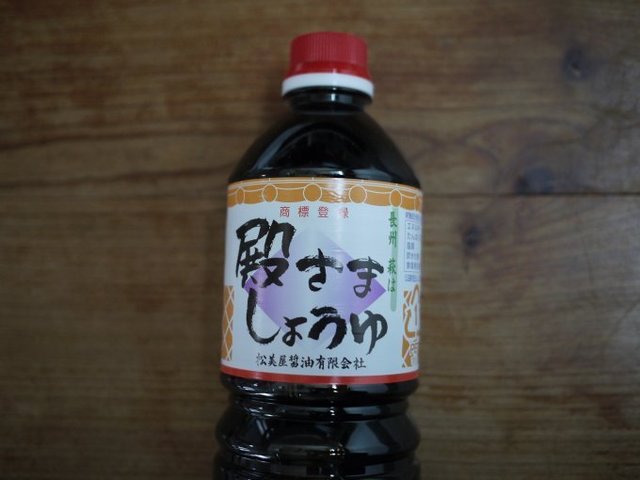 商標登録
長州 萩は
殿さま
しょうゆ
松美屋醤油有限会社